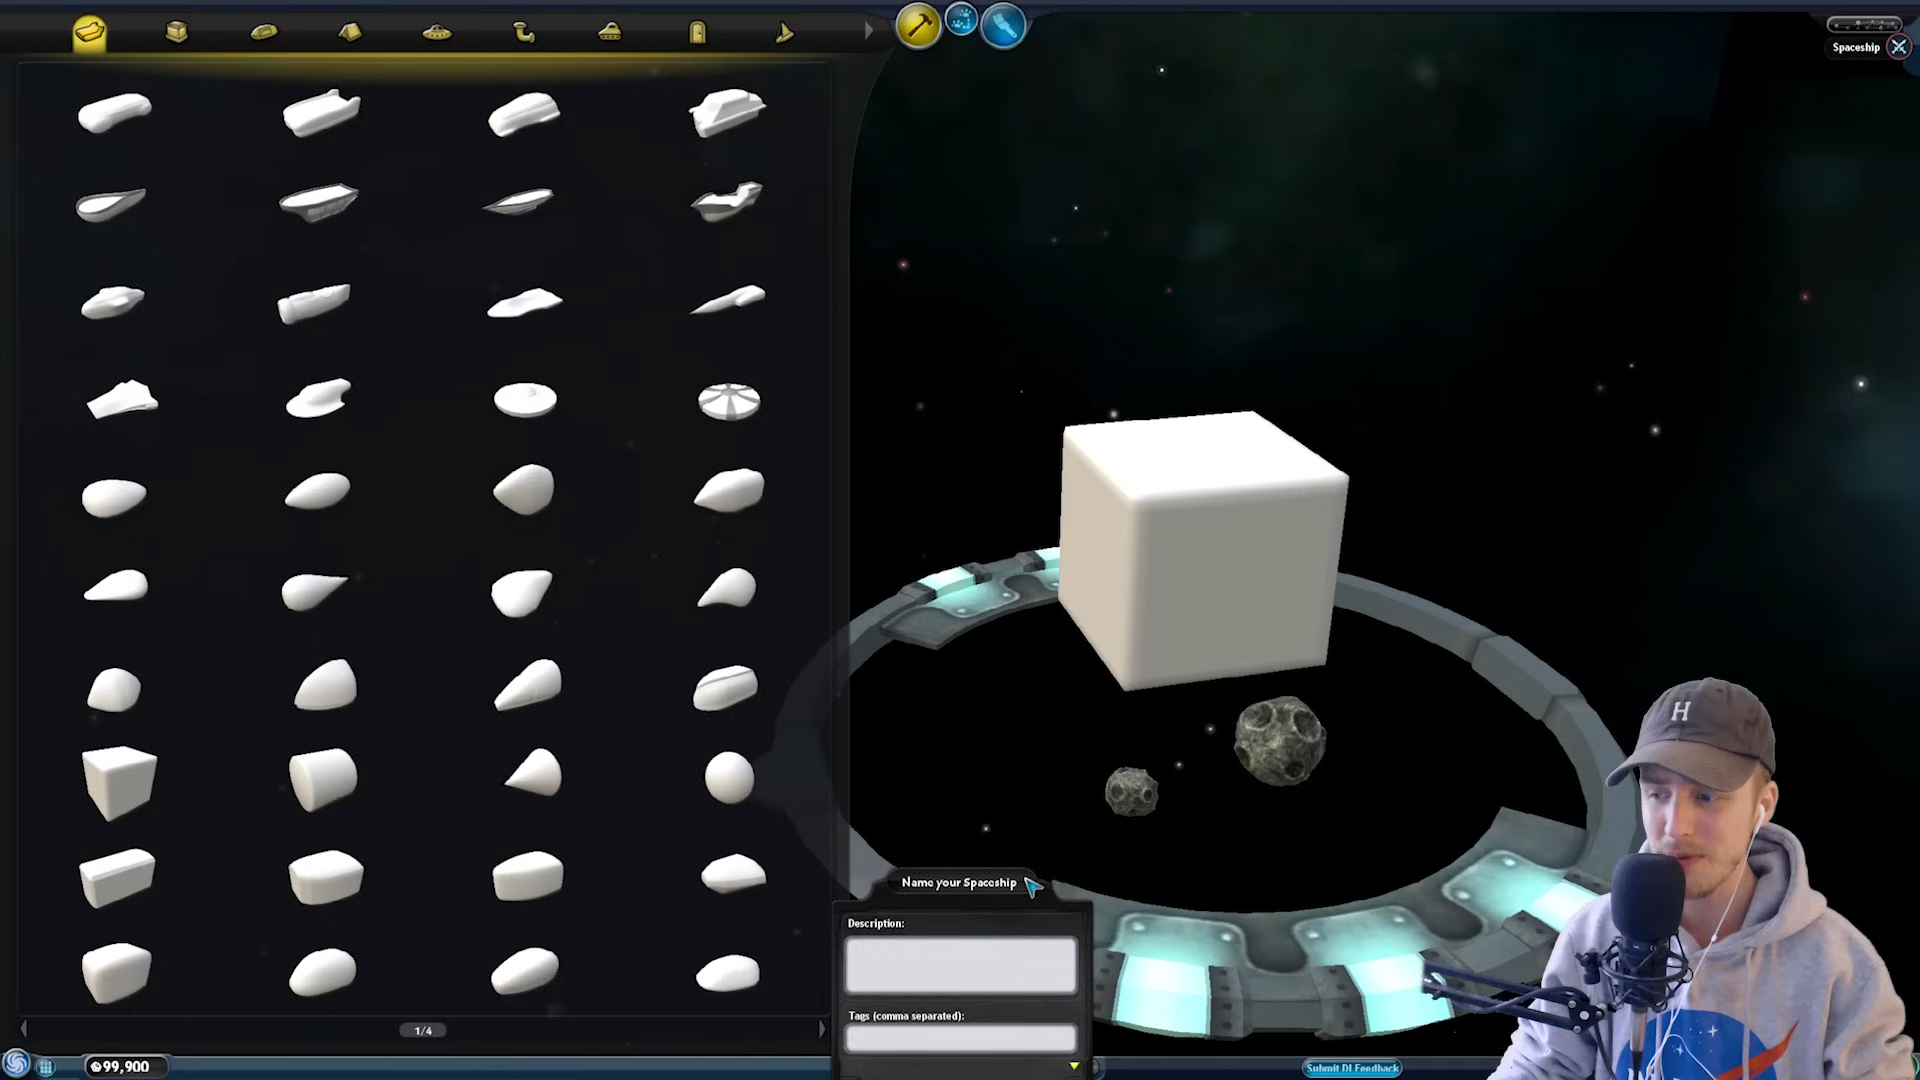 Spaceship
H
Name your Spaceship
Description:
Tags (comma separated):
1/4
99,900
Submit DI Feedback